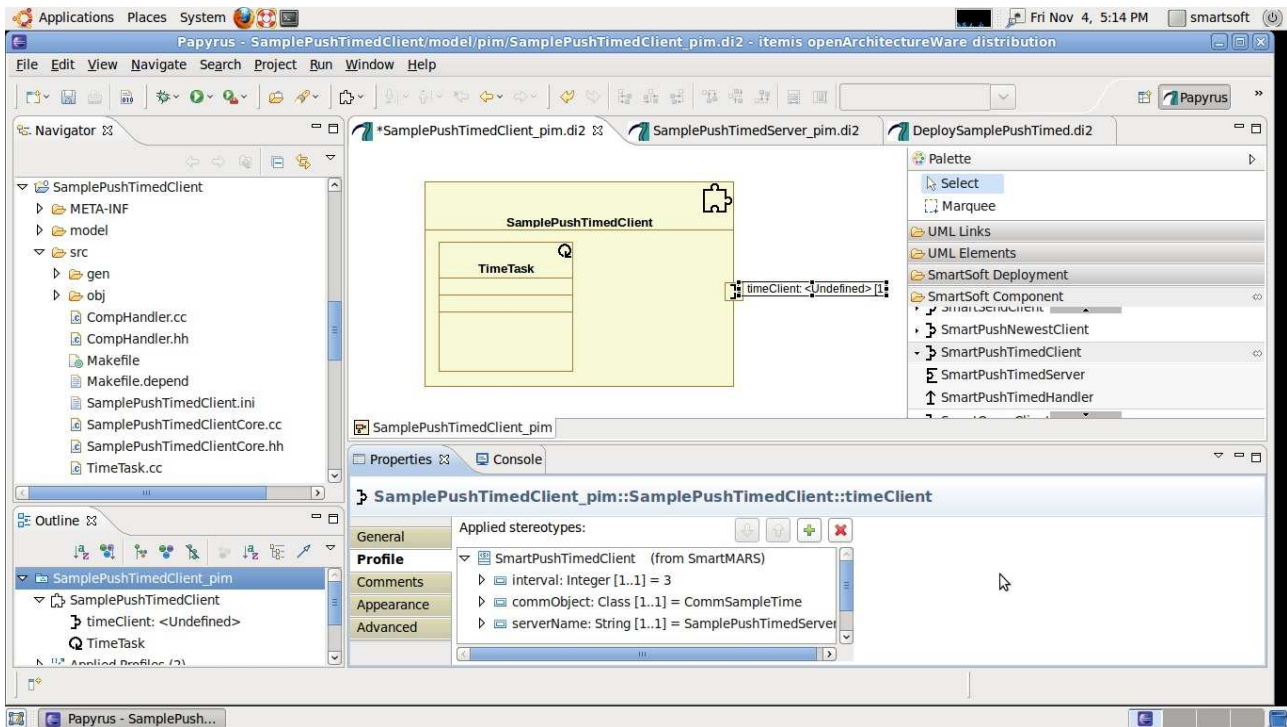 Applications Places System
Fri Nov 4, 5:14 PM smartsoft
Papyrus - SamplePushTimedClient/model/pim/SamplePushTimedClient_pim.di2 - itemis openArchitectureWare distribution
File Edit View Navigate Search Project Run Window Help
Papyrus »
Navigator
SamplePushTimedClient
META-INF
model
src
gen
obj
CompHandler.cc
CompHandler.hh
Makefile
Makefile.depend
SamplePushTimedClient.ini
SamplePushTimedClientCore.cc
SamplePushTimedClientCore.hh
TimeTask.cc
*SamplePushTimedClient_pim.di2
SamplePushTimedServer_pim.di2
DeploySamplePushTimed.di2
SamplePushTimedClient
TimeTask
timeClient: <Undefined> [1
SamplePushTimedClient_pim
Palette
Select
Marquee
UML Links
UML Elements
SmartSoft Deployment
SmartSoft Component
SmartSendClient
SmartPushNewestClient
SmartPushTimedClient
SmartPushTimedServer
SmartPushTimedHandler
Outline
SamplePushTimedClient_pim
SamplePushTimedClient
timeClient: <Undefined>
TimeTask
Applied Profiles (2)
Properties Console
SamplePushTimedClient_pim::SamplePushTimedClient::timeClient
General
Profile
Comments
Appearance
Advanced
Applied stereotypes:
SmartPushTimedClient (from SmartMARS)
interval: Integer [1..1] = 3
commObject: Class [1..1] = CommSampleTime
serverName: String [1..1] = SamplePushTimedServer
Papyrus - SamplePush...